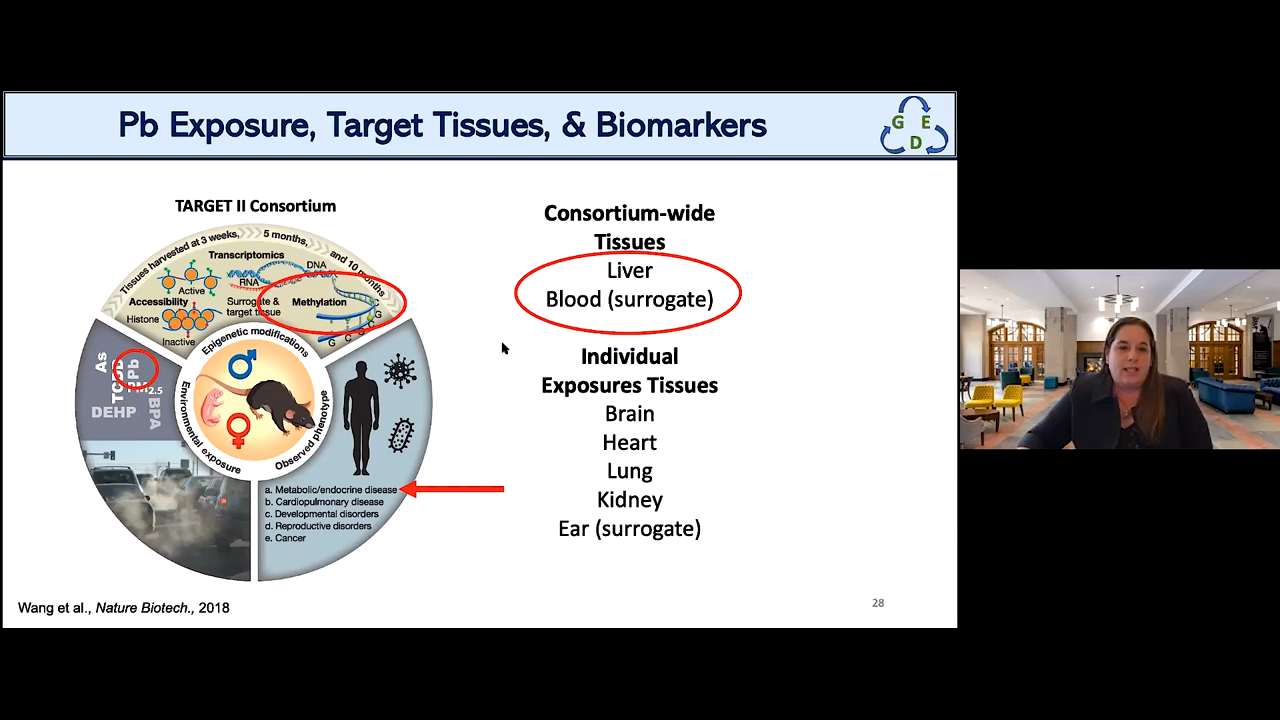 Pb Exposure, Target Tissues, & Biomarkers
G E
D
TARGET II Consortium
Tissues harvested at 3 weeks, 5 months, and 10 months
Transcriptomics
DNA
RNA
Active
Accessibility
Histone
Inactive
Surrogate &
target tissue
Methylation
G
C
G C G C
Epigenetic modifications
Environmental exposure
Observed phenotype
As
TCDD
Pb
PM2.5
DEHP
BPA
a. Metabolic/endocrine disease
b. Cardiopulmonary disease
c. Developmental disorders
d. Reproductive disorders
e. Cancer
Consortium-wide
Tissues
Liver
Blood (surrogate)
Individual
Exposures Tissues
Brain
Heart
Lung
Kidney
Ear (surrogate)
Wang et al., Nature Biotech., 2018
28